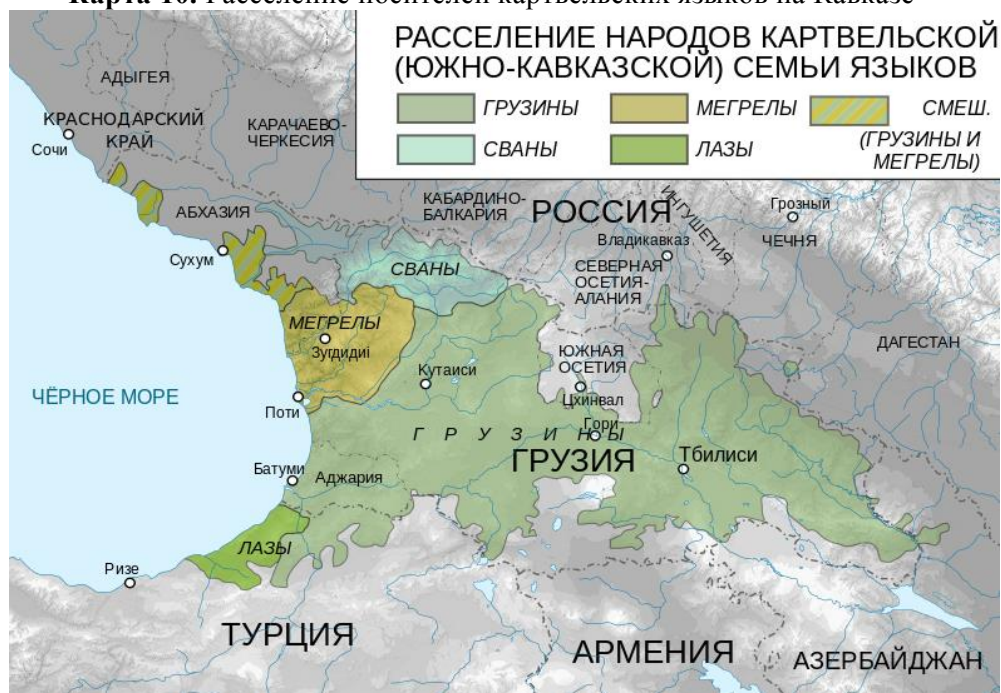 Карта 10. Расселение носителей картвельских языков на Кавказе
РАССЕЛЕНИЕ НАРОДОВ КАРТВЕЛЬСКОЙ
(ЮЖНО-КАВКАЗСКОЙ) СЕМЬИ ЯЗЫКОВ
ГРУЗИНЫ
МЕГРЕЛЫ
СМЕШ.
(ГРУЗИНЫ И
МЕГРЕЛЫ)
СВАНЫ
ЛАЗЫ
АДЫГЕЯ
КРАСНОДАРСКИЙ
КРАЙ
Сочи
КАРАЧАЕВО-
ЧЕРКЕСИЯ
АБХАЗИЯ
КАБАРДИНО-
БАЛКАРИЯ
РОССИЯ
ИНГУШЕТИЯ
Грозный
ЧЕЧНЯ
Владикавказ
Сухум
СВАНЫ
СЕВЕРНАЯ
ОСЕТИЯ-
АЛАНИЯ
МЕГРЕЛЫ
Зугдидиi
ЮЖНАЯ
ОСЕТИЯ
ДАГЕСТАН
Кутаиси
Цхинвал
ЧЁРНОЕ МОРЕ
Поти
Гори
ГРУЗИНЫ
ГРУЗИЯ
Тбилиси
Батуми
Аджария
ЛАЗЫ
Ризе
ТУРЦИЯ
АРМЕНИЯ
АЗЕРБАЙДЖАН